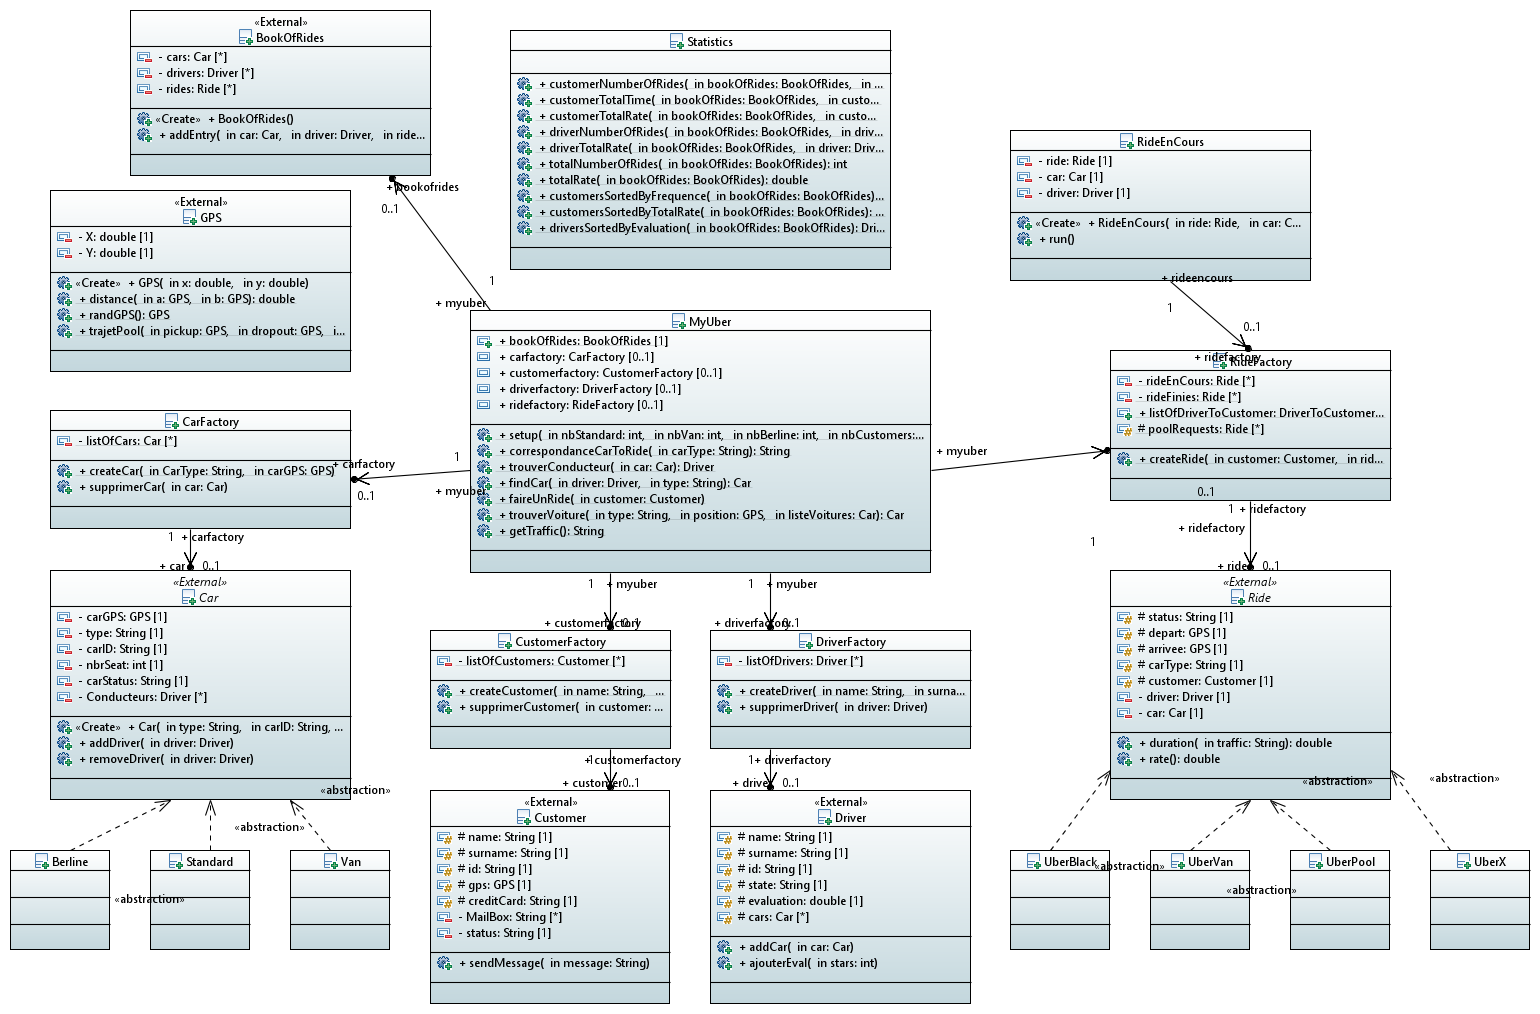 «External»
BookOfRides
- cars: Car [*]
- drivers: Driver [*]
- rides: Ride [*]
«Create» + BookOfRides()
+ addEntry( in car: Car, in driver: Driver, in ride...
Statistics
+ customerNumberOfRides( in bookOfRides: BookOfRides, in ...
+ customerTotalTime( in bookOfRides: BookOfRides, in custo...
+ customerTotalRate( in bookOfRides: BookOfRides, in custo...
+ driverNumberOfRides( in bookOfRides: BookOfRides, in driv...
+ driverTotalRate( in bookOfRides: BookOfRides, in driver: Driv...
+ totalNumberOfRides( in bookOfRides: BookOfRides): int
+ totalRate( in bookOfRides: BookOfRides): double
+ customersSortedByFrequence( in bookOfRides: BookOfRides)...
+ customersSortedByTotalRate( in bookOfRides: BookOfRides): ...
+ driversSortedByEvaluation( in bookOfRides: BookOfRides): Dri...
RideEnCours
- ride: Ride [1]
- car: Car [1]
- driver: Driver [1]
«Create» + RideEnCours( in ride: Ride, in car: C...
+ run()
+ bookofrides
0..1
1
+ myuber
+ rideencours
1
0..1
+ ridefactory
«External»
GPS
- X: double [1]
- Y: double [1]
«Create» + GPS( in x: double, in y: double)
+ distance( in a: GPS, in b: GPS): double
+ randGPS(): GPS
+ trajetPool( in pickup: GPS, in dropout: GPS, i...
MyUber
+ bookOfRides: BookOfRides [1]
+ carfactory: CarFactory [0..1]
+ customerfactory: CustomerFactory [0..1]
+ driverfactory: DriverFactory [0..1]
+ ridefactory: RideFactory [0..1]
+ setup( in nbStandard: int, in nbVan: int, in nbBerline: int, in nbCustomers:...
+ correspondanceCarToRide( in carType: String): String
+ trouverConducteur( in car: Car): Driver
+ findCar( in driver: Driver, in type: String): Car
+ faireUnRide( in customer: Customer)
+ trouverVoiture( in type: String, in position: GPS, in listeVoitures: Car): Car
+ getTraffic(): String
RideFactory
- rideEnCours: Ride [*]
- rideFinies: Ride [*]
+ listOfDriverToCustomer: DriverToCustomer...
# poolRequests: Ride [*]
+ createRide( in customer: Customer, in rid...
CarFactory
- listOfCars: Car [*]
+ createCar( in CarType: String, in carGPS: GPS)
+ supprimerCar( in car: Car)
+ carfactory
0..1
1
+ myuber
+ myuber
1
0..1
+ ridefactory
1 + carfactory
+ car 0..1
1 + ridefactory
+ ride 0..1
1 + myuber
+ customerfactory 0..1
1 + myuber
+ driverfactory 0..1
«External»
Car
- carGPS: GPS [1]
- type: String [1]
- carID: String [1]
- nbrSeat: int [1]
- carStatus: String [1]
- Conducteurs: Driver [*]
«Create» + Car( in type: String, in carID: String, ...
+ addDriver( in driver: Driver)
+ removeDriver( in driver: Driver)
CustomerFactory
- listOfCustomers: Customer [*]
+ createCustomer( in name: String, ...
+ supprimerCustomer( in customer: ...
DriverFactory
- listOfDrivers: Driver [*]
+ createDriver( in name: String, in surna...
+ supprimerDriver( in driver: Driver)
«External»
Ride
# status: String [1]
# depart: GPS [1]
# arrivee: GPS [1]
# carType: String [1]
# customer: Customer [1]
- driver: Driver [1]
- car: Car [1]
+ duration( in traffic: String): double
+ rate(): double
1 + customerfactory
+ customer 0..1
1 + driverfactory
+ driver 0..1
«abstraction»
«abstraction»
«abstraction»
Berline
Standard
Van
«External»
Customer
# name: String [1]
# surname: String [1]
# id: String [1]
# gps: GPS [1]
# creditCard: String [1]
- MailBox: String [*]
- status: String [1]
+ sendMessage( in message: String)
«External»
Driver
# name: String [1]
# surname: String [1]
# id: String [1]
# state: String [1]
# evaluation: double [1]
# cars: Car [*]
+ addCar( in car: Car)
+ ajouterEval( in stars: int)
«abstraction»
«abstraction»
«abstraction»
«abstraction»
UberBlack
UberVan
UberPool
UberX